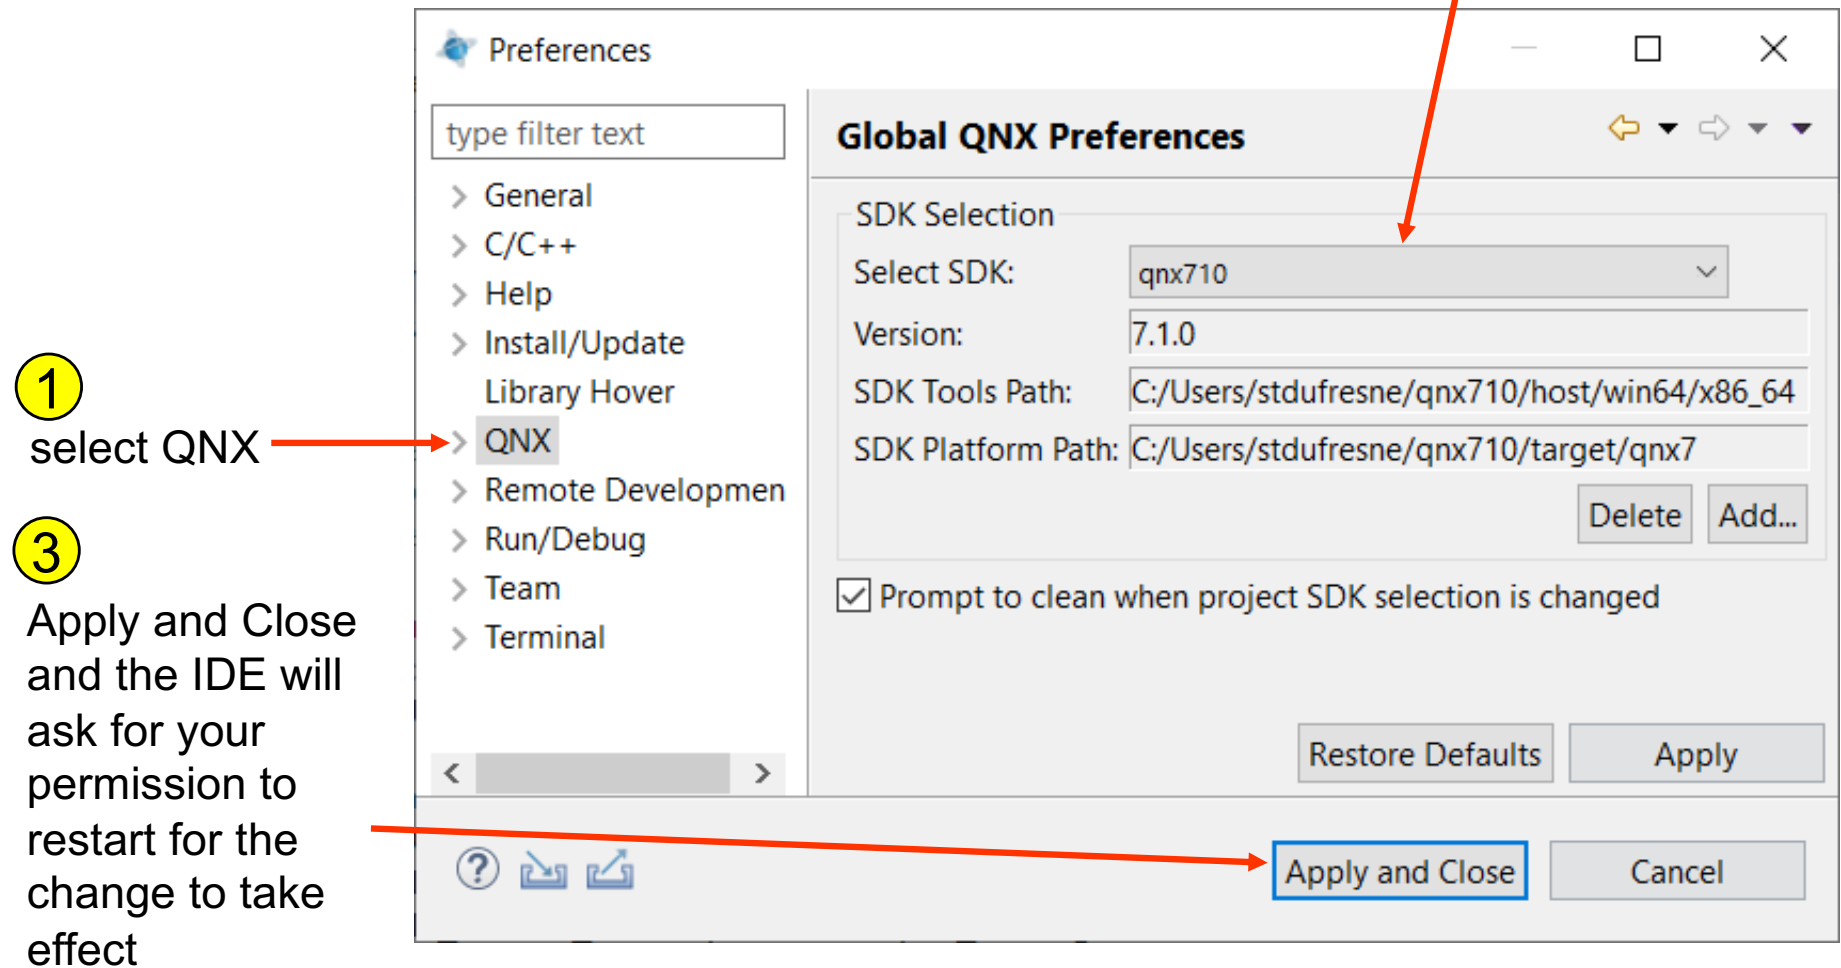 Preferences
type filter text
General
C/C++
Help
Install/Update
Library Hover
QNX
Remote Developmen
Run/Debug
Team
Terminal
Global QNX Preferences
SDK Selection
Select SDK: qnx710
Version: 7.1.0
SDK Tools Path: C:/Users/stdufresne/qnx710/host/win64/x86_64
SDK Platform Path: C:/Users/stdufresne/qnx710/target/qnx7
Delete Add...
Prompt to clean when project SDK selection is changed
Restore Defaults Apply
Apply and Close Cancel
1
select QNX
3
Apply and Close
and the IDE will
ask for your
permission to
restart for the
change to take
effect